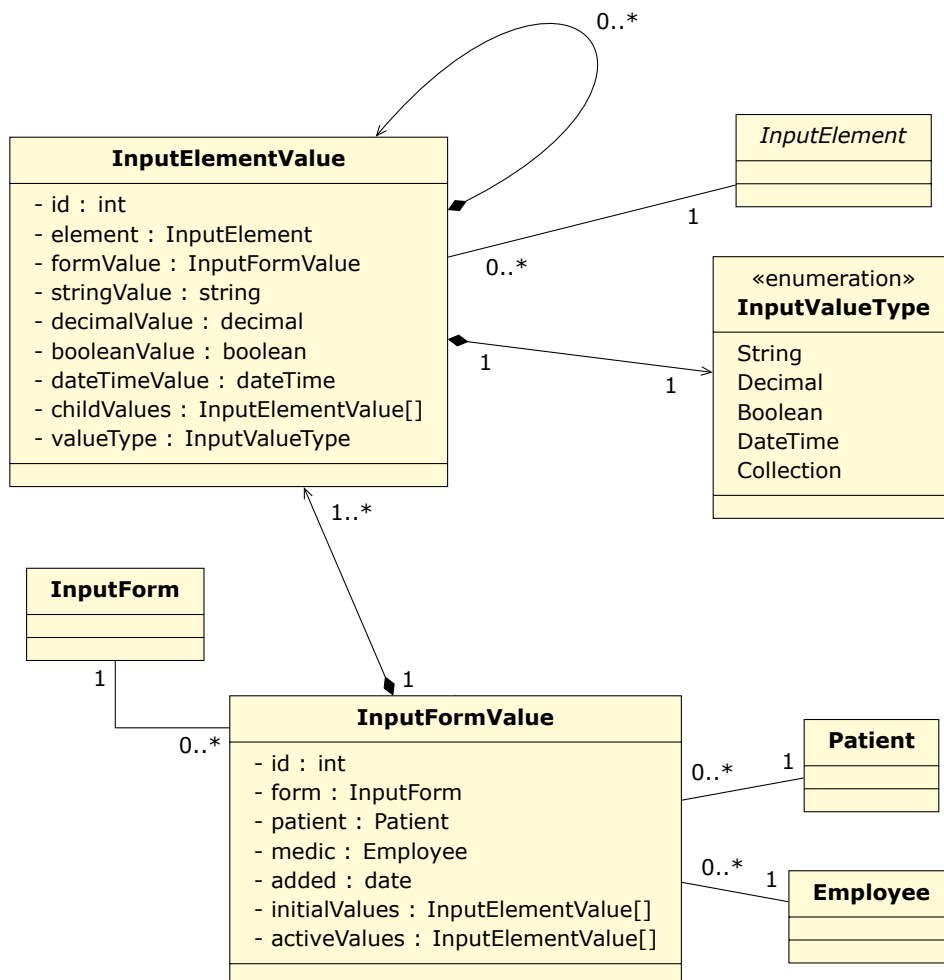 0..*
InputElementValue
- id : int
- element : InputElement
- formValue : InputFormValue
- stringValue : string
- decimalValue : decimal
- booleanValue : boolean
- dateTimeValue : dateTime
- childValues : InputElementValue[]
- valueType : InputValueType
InputElement
1
0..*
«enumeration»
InputValueType
String
Decimal
Boolean
DateTime
Collection
1
1
1..*
InputForm
1
0..*
1
InputFormValue
- id : int
- form : InputForm
- patient : Patient
- medic : Employee
- added : date
- initialValues : InputElementValue[]
- activeValues : InputElementValue[]
0..*
1
Patient
0..*
1
Employee